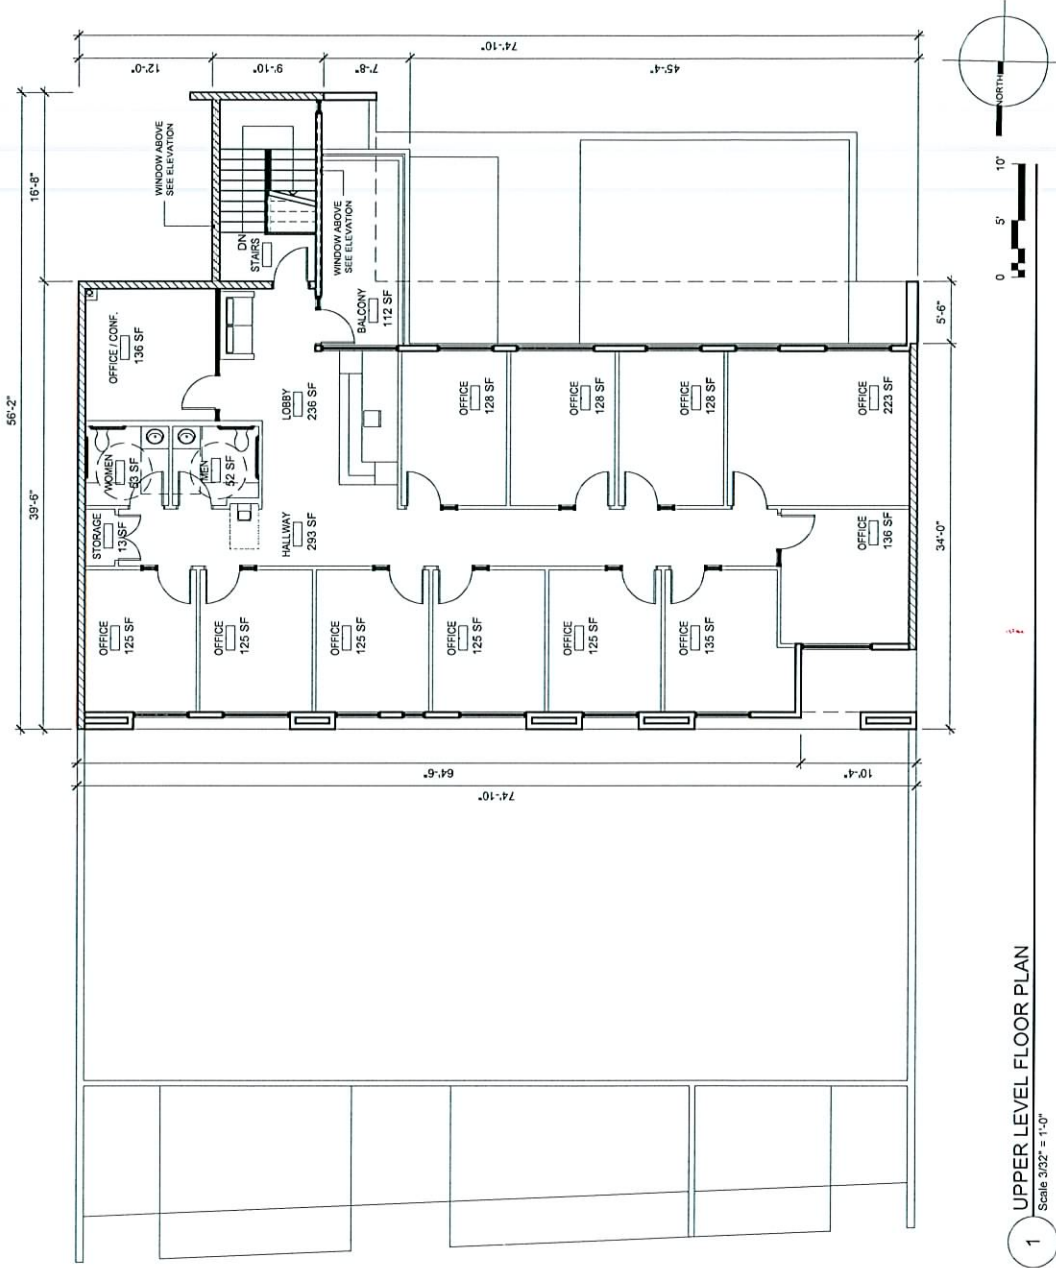 74'-10"
12'-0"
9'-10"
7'-8"
45'-4"
56'-2"
16'-8"
39'-6"
WINDOW ABOVE
SEE ELEVATION
DN
STAIRS
WINDOW ABOVE
SEE ELEVATION
BALCONY
112 SF
OFFICE / CONF.
136 SF
LOBBY
236 SF
WOMEN
63 SF
MEN
52 SF
STORAGE
13 SF
HALLWAY
293 SF
OFFICE
128 SF
OFFICE
128 SF
OFFICE
128 SF
OFFICE
223 SF
OFFICE
136 SF
OFFICE
125 SF
OFFICE
125 SF
OFFICE
125 SF
OFFICE
125 SF
OFFICE
125 SF
OFFICE
135 SF
5'-6"
34'-0"
64'-6"
10'-4"
74'-10"
NORTH
0 5' 10'
1
UPPER LEVEL FLOOR PLAN
Scale 3/32" = 1'-0"